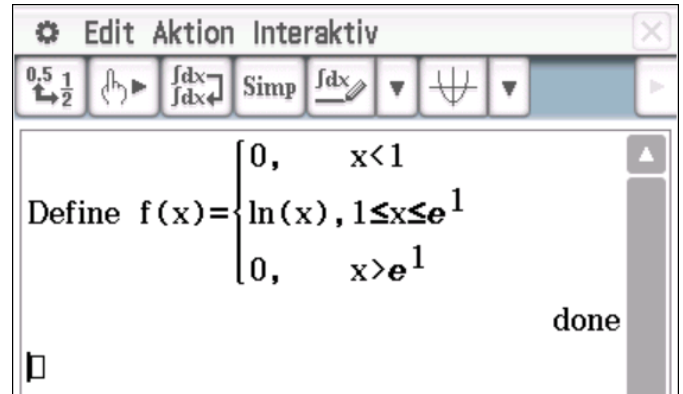 Edit Aktion Interaktiv
0.5 1/2 ∫dx ∫dx Simp ∫dx
0, x<1
Define f(x)={ln(x), 1≤x≤e^1
0, x>e^1
done